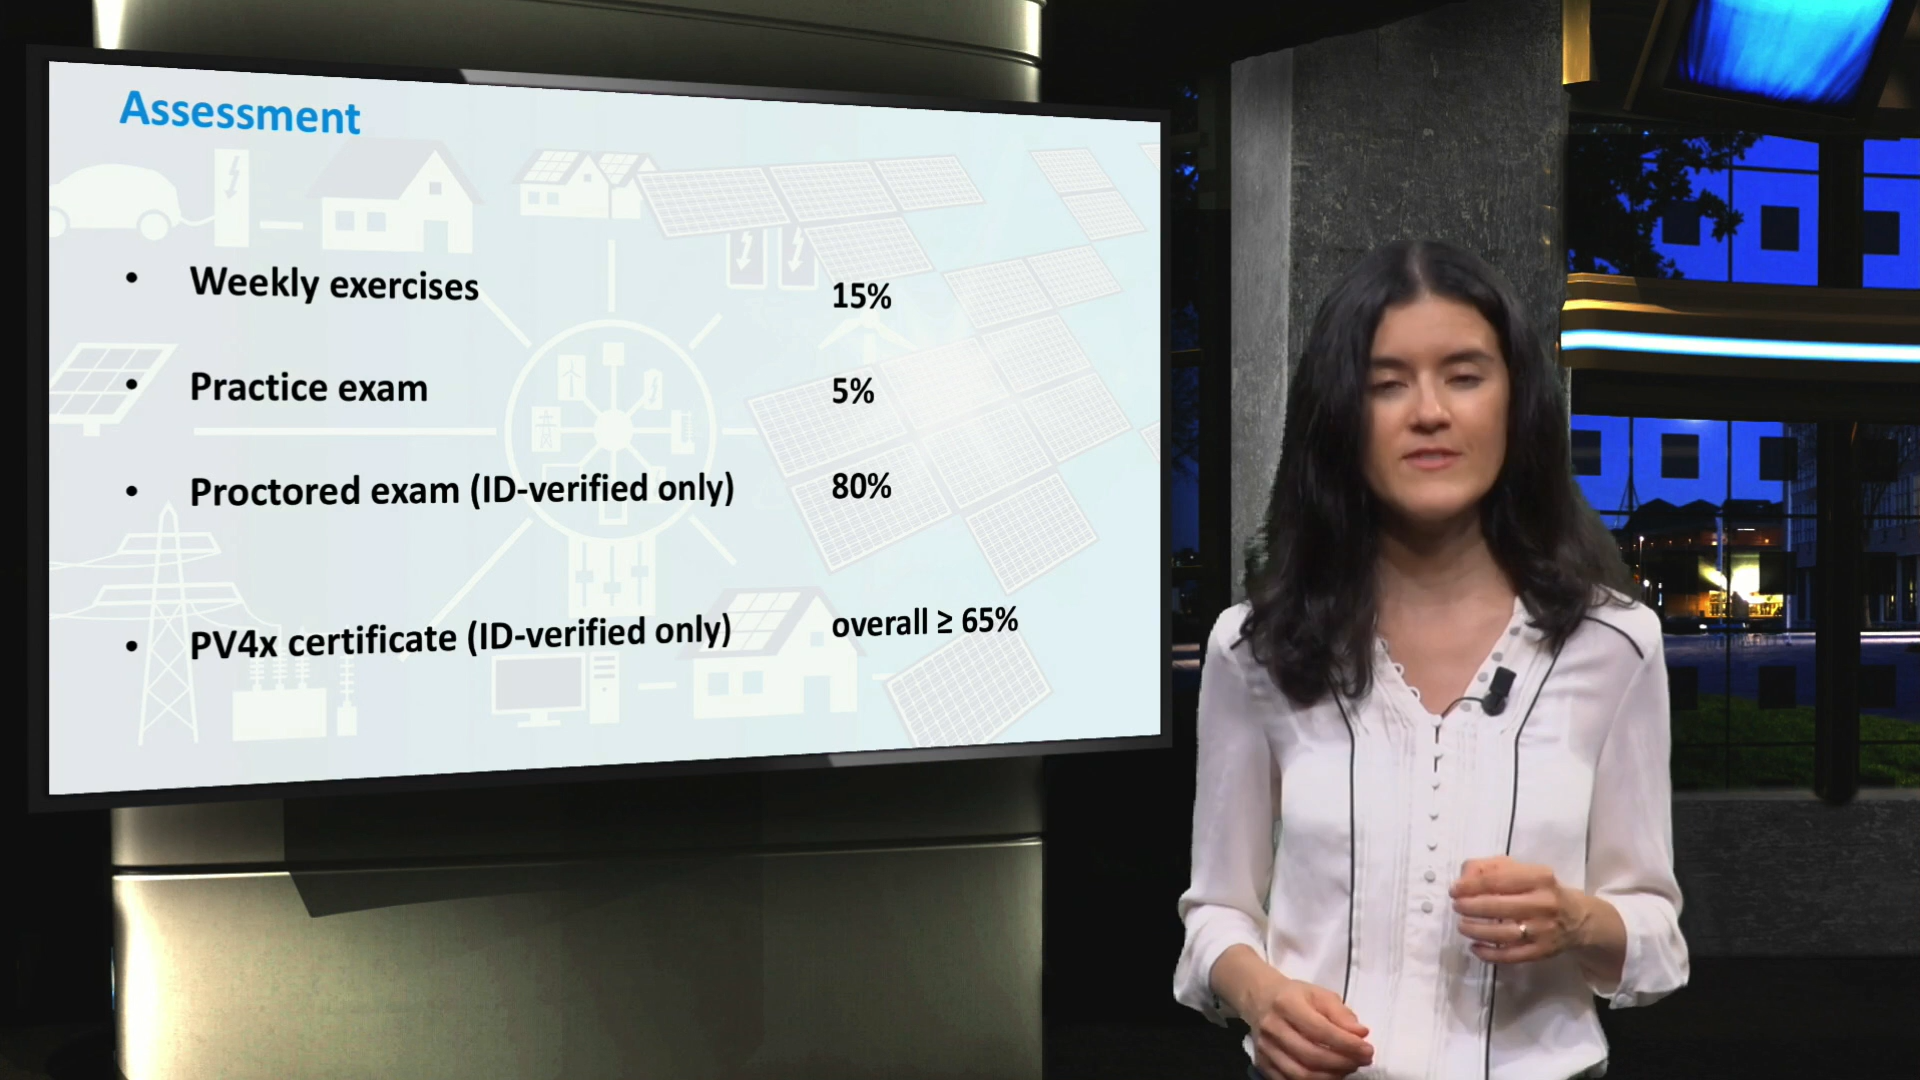 Assessment
• Weekly exercises 15%
• Practice exam 5%
• Proctored exam (ID-verified only) 80%
• PV4x certificate (ID-verified only) overall ≥ 65%